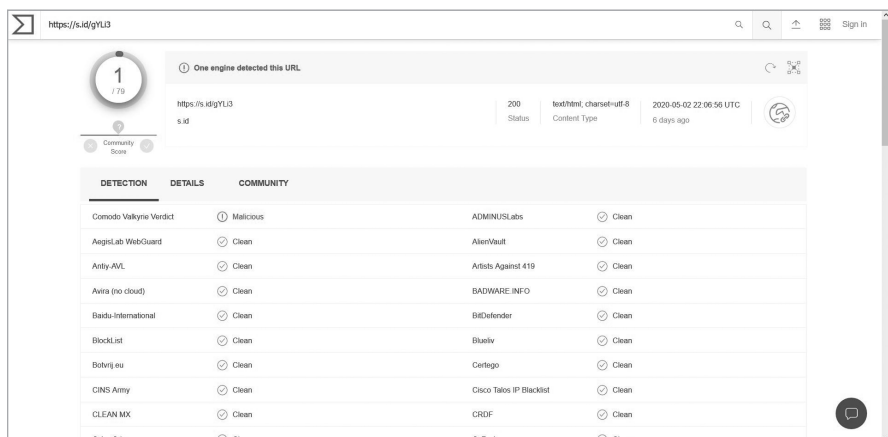 https://s.id/gYLi3 Sign in
1
/ 79
One engine detected this URL
https://s.id/gYLi3
s.id
200
Status
text/html; charset=utf-8
Content Type
2020-05-02 22:06:56 UTC
6 days ago
?
Community
Score
DETECTION DETAILS COMMUNITY
Comodo Valkyrie Verdict Malicious ADMINUSLabs Clean
AegisLab WebGuard Clean AlienVault Clean
Antiy-AVL Clean Artists Against 419 Clean
Avira (no cloud) Clean BADWARE.INFO Clean
Baidu-International Clean BitDefender Clean
BlockList Clean Blueliv Clean
Botvrij.eu Clean Certego Clean
CINS Army Clean Cisco Talos IP Blacklist Clean
CLEAN MX Clean CRDF Clean